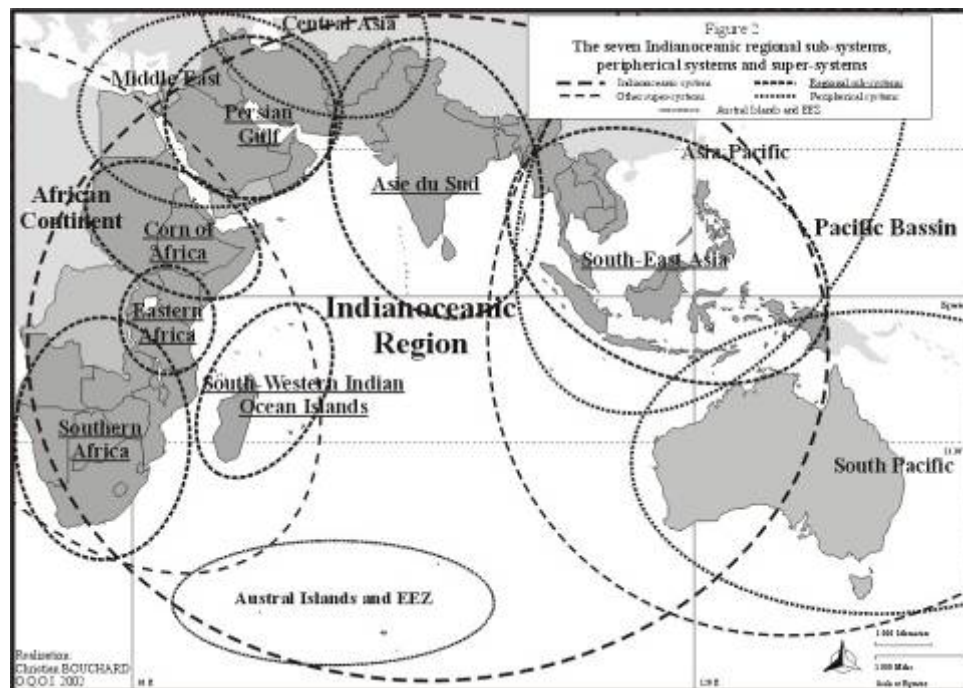 Figure 2
The seven Indianoceanic regional sub-systems,
peripherical systems and super-systems
Indianoceanic system
Regional sub-systems
Other super-systems
Peripherical systems
Austral Islands and EEZ
Central Asia
Middle East
Persian
Gulf
Asia-Pacific
Asie du Sud
African
Continent
Corn of
Africa
Pacific Bassin
South-East Asia
Eastern
Africa
Indianoceanic
Region
South-Western Indian
Ocean Islands
Southern
Africa
South Pacific
Austral Islands and EEZ
Realisation:
Christian BOUCHARD
O.Q.O.I. 2002
1 000 Miles